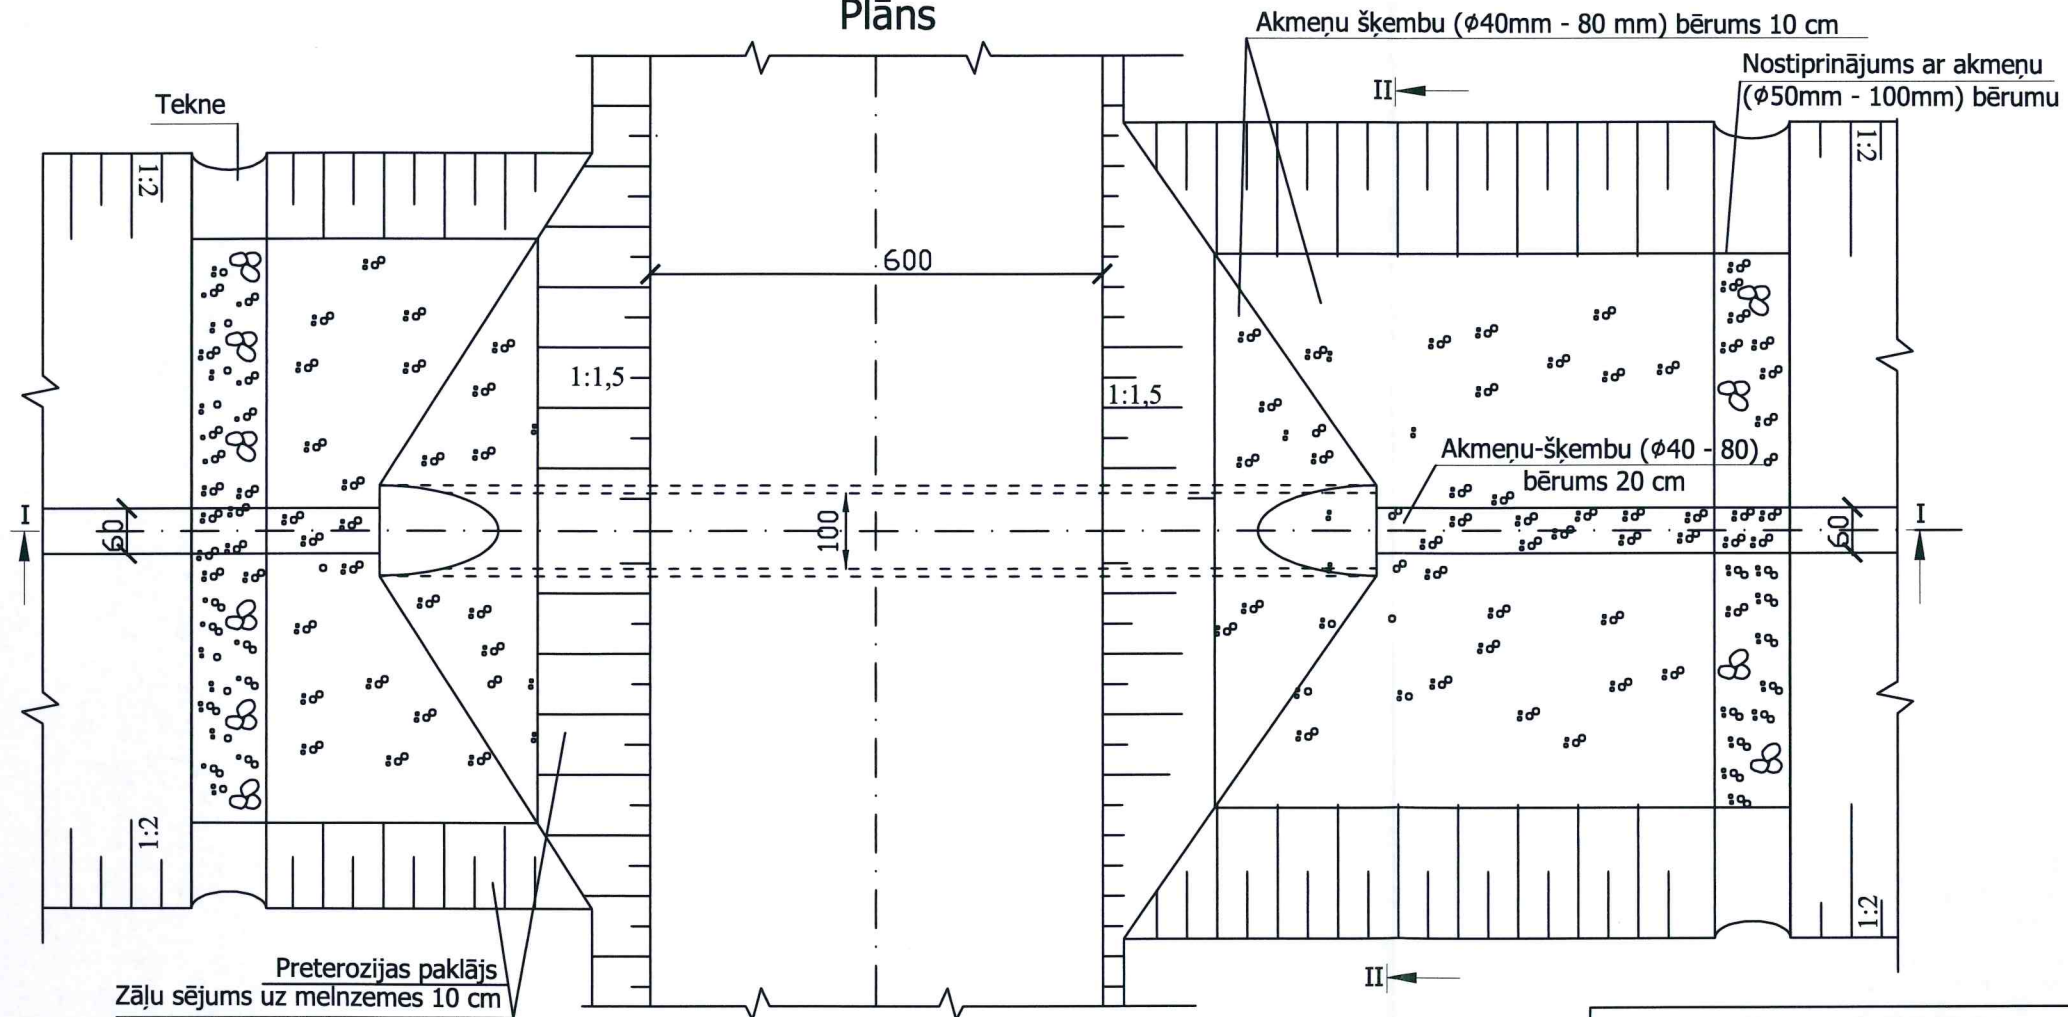 Plāns
Akmeņu šķembu (ϕ40mm - 80 mm) bērums 10 cm
Nostiprinājums ar akmeņu
(ϕ50mm - 100mm) bērumu
II
Tekne
1:2
1:2
600
1:1,5
1:1,5
Akmeņu-šķembu (ϕ40 - 80)
bērums 20 cm
I
60
100
60
I
1:2
1:2
Preterozijas paklājs
Zāļu sējums uz melnzemes 10 cm
II